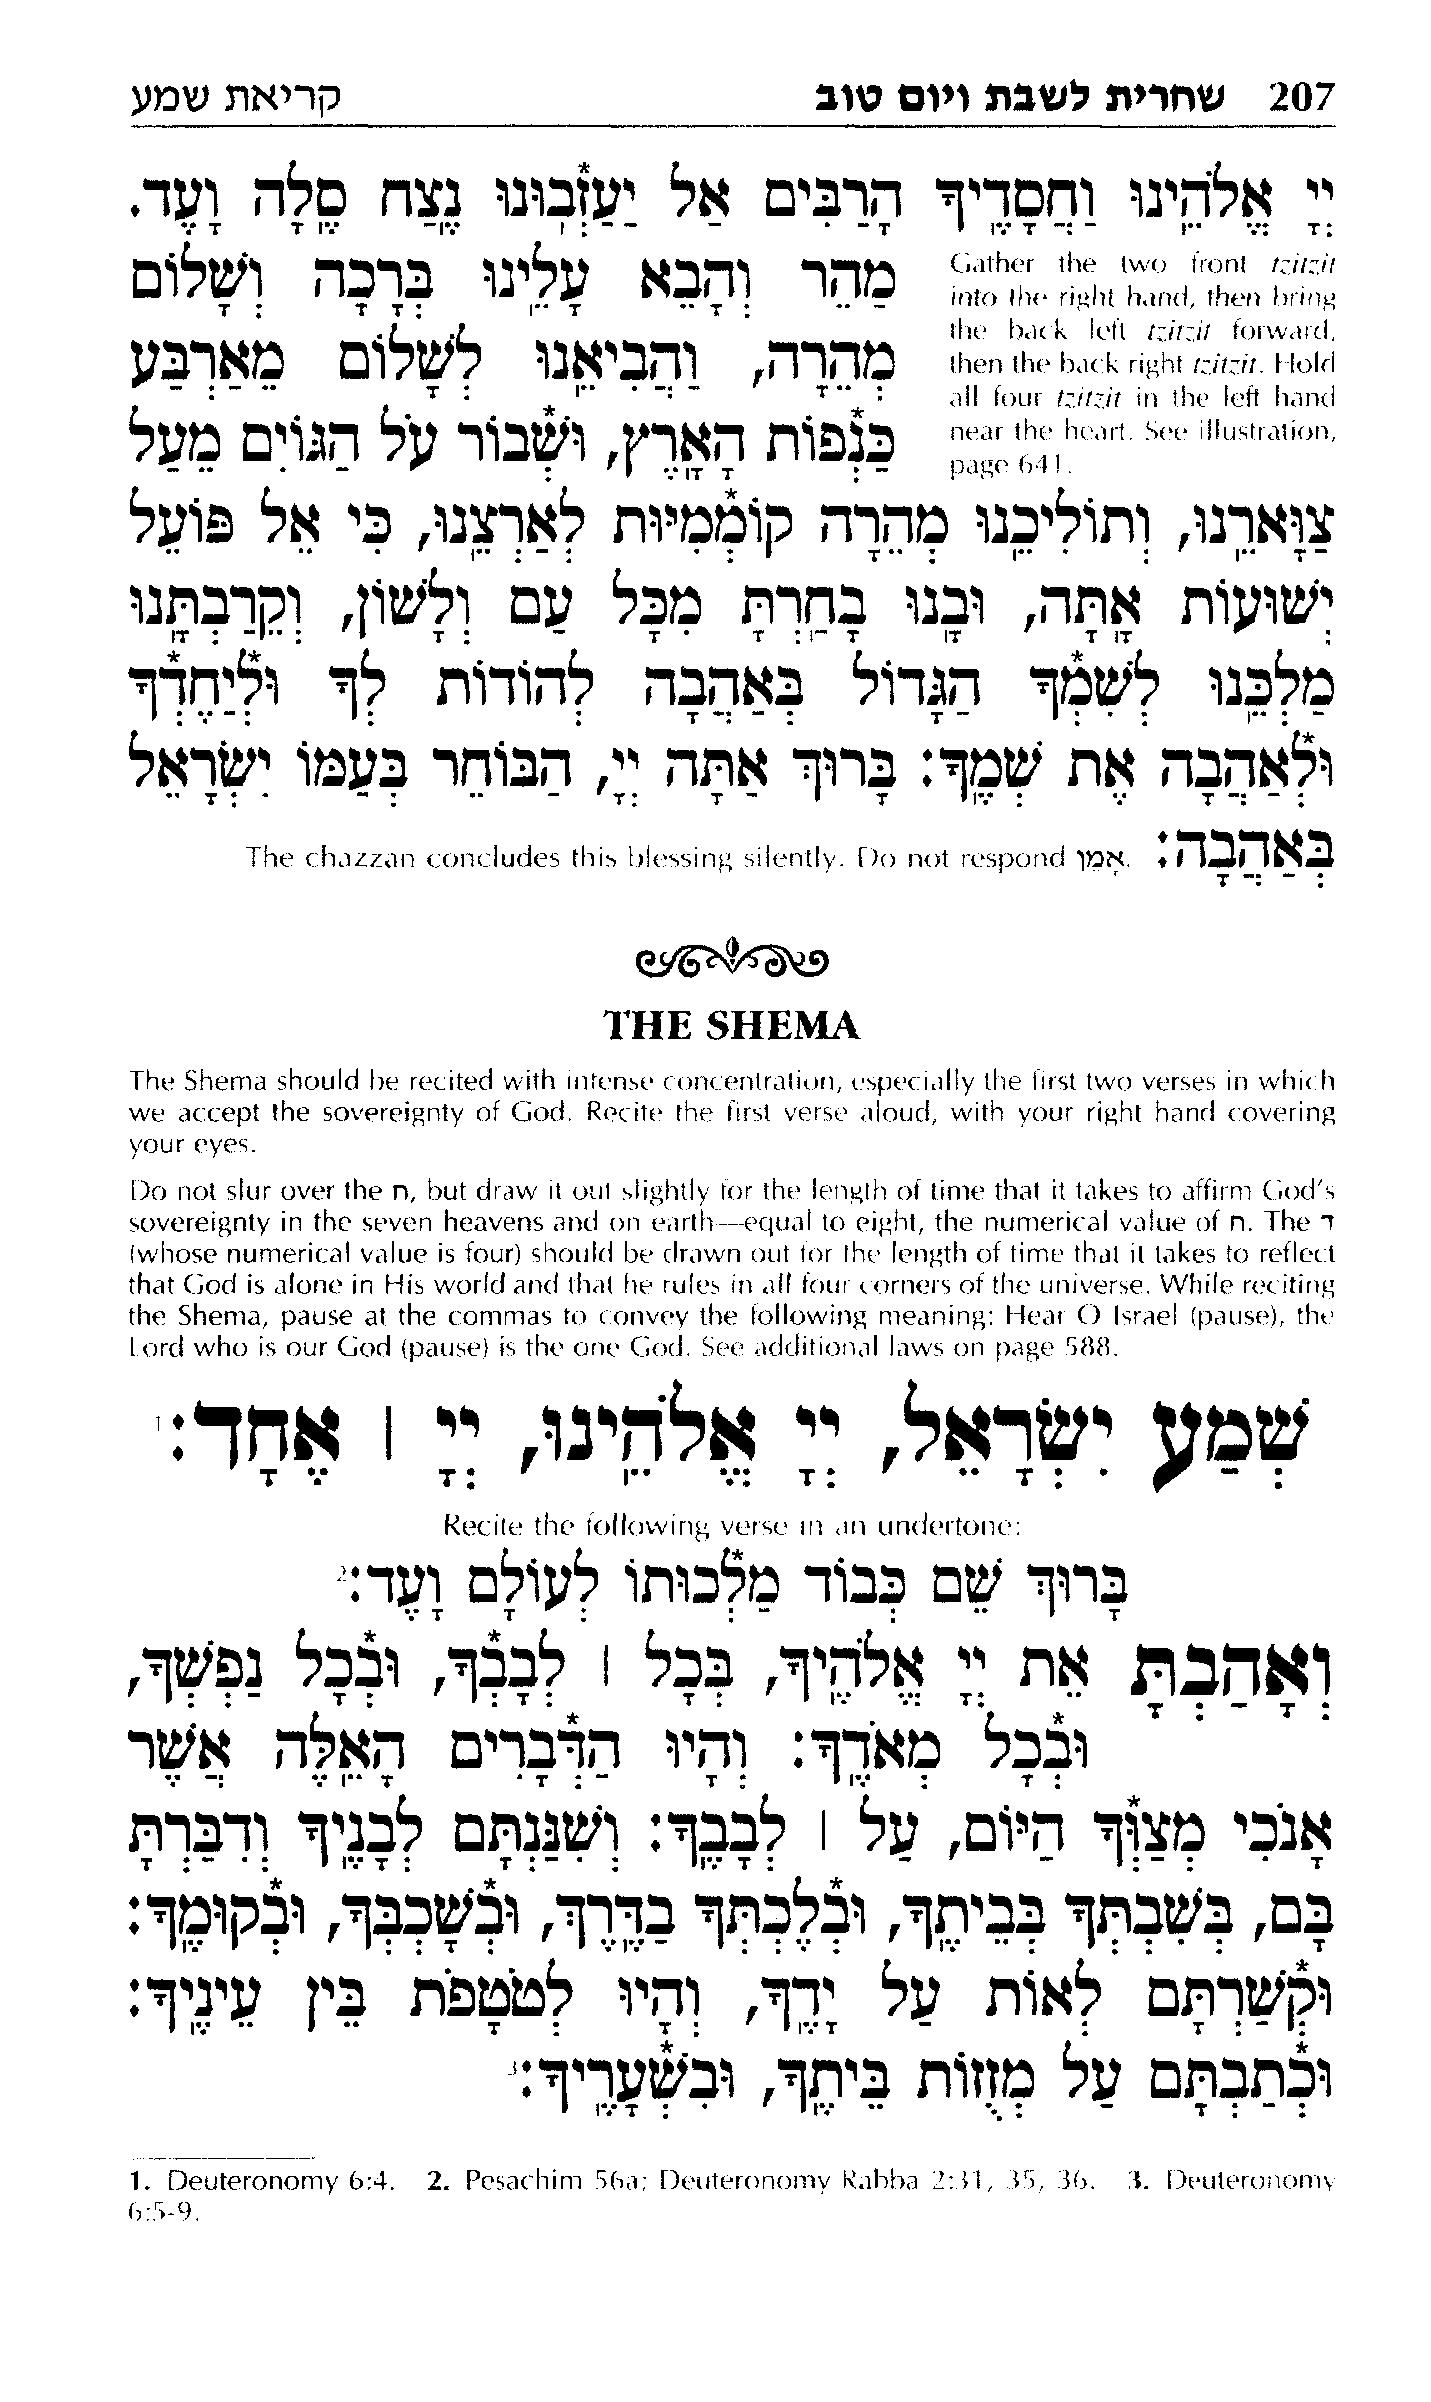 207 שחרית לשבת ויום טוב קריאת שמע
יְיָ אֱלֹהֵינוּ וַחֲסָדֶיךָ הָרַבִּים אַל יַעַזְבֽוּנוּ נֶצַח סֶלָה וָעֶד.
מַהֵר וְהָבֵא עָלֵינוּ בְּרָכָה וְשָׁלוֹם
מְהֵרָה, וַהֲבִיאֵנוּ לְשָׁלוֹם מֵאַרְבַּע
כַּנְפוֹת הָאָרֶץ, וּשְׁבוֹר עֹל הַגּוֹיִם מֵעַל
Gather the two front tzitzit
into the right hand, then bring
the back left tzitzit forward,
then the back right tzitzit. Hold
all four tzitzit in the left hand
near the heart. See illustration,
page 641.
צַוָּארֵנוּ, וְתוֹלִיכֵנוּ מְהֵרָה קוֹמְמִיּוּת לְאַרְצֵנוּ, כִּי אֵל פּוֹעֵל
יְשׁוּעוֹת אָתָּה, וּבָנוּ בָחַרְתָּ מִכָּל עַם וְלָשׁוֹן, וְקֵרַבְתָּנוּ
מַלְכֵּנוּ לְשִׁמְךָ הַגָּדוֹל בְּאַהֲבָה לְהוֹדוֹת לְךָ וּלְיַחֶדְךָ
וּלְאַהֲבָה אֶת שְׁמֶךָ: בָּרוּךְ אַתָּה יְיָ, הַבּוֹחֵר בְּעַמּוֹ יִשְׂרָאֵל
בְּאַהֲבָה: The chazzan concludes this blessing silently. Do not respond אָמֵן.
THE SHEMA
The Shema should be recited with intense concentration, especially the first two verses in which
we accept the sovereignty of God. Recite the first verse aloud, with your right hand covering
your eyes.
Do not slur over the ח, but draw it out slightly for the length of time that it takes to affirm God's
sovereignty in the seven heavens and on earth—equal to eight, the numerical value of ח. The ד
(whose numerical value is four) should be drawn out for the length of time that it takes to reflect
that God is alone in His world and that he rules in all four corners of the universe. While reciting
the Shema, pause at the commas to convey the following meaning: Hear O Israel (pause), the
Lord who is our God (pause) is the one God. See additional laws on page 588.
שְׁמַע יִשְׂרָאֵל, יְיָ אֱלֹהֵינוּ, יְיָ | אֶחָד: 1
Recite the following verse in an undertone:
בָּרוּךְ שֵׁם כְּבוֹד מַלְכוּתוֹ לְעוֹלָם וָעֶד: 2
וְאָהַבְתָּ אֵת יְיָ אֱלֹהֶיךָ, בְּכָל | לְבָבְךָ, וּבְכָל נַפְשְׁךָ,
וּבְכָל מְאֹדֶךָ: וְהָיוּ הַדְּבָרִים הָאֵלֶּה אֲשֶׁר
אָנֹכִי מְצַוְּךָ הַיּוֹם, עַל | לְבָבֶךָ: וְשִׁנַּנְתָּם לְבָנֶיךָ וְדִבַּרְתָּ
בָּם, בְּשִׁבְתְּךָ בְּבֵיתֶךָ, וּבְלֶכְתְּךָ בַדֶּרֶךְ, וּבְשָׁכְבְּךָ, וּבְקוּמֶךָ:
וּקְשַׁרְתָּם לְאוֹת עַל יָדֶךָ, וְהָיוּ לְטֹטָפֹת בֵּין עֵינֶיךָ:
וּכְתַבְתָּם עַל מְזֻזוֹת בֵּיתֶךָ, וּבִשְׁעָרֶיךָ: 3
1. Deuteronomy 6:4. 2. Pesachim 56a; Deuteronomy Rabba 2:31, 35, 36. 3. Deuteronomy
6:5-9.